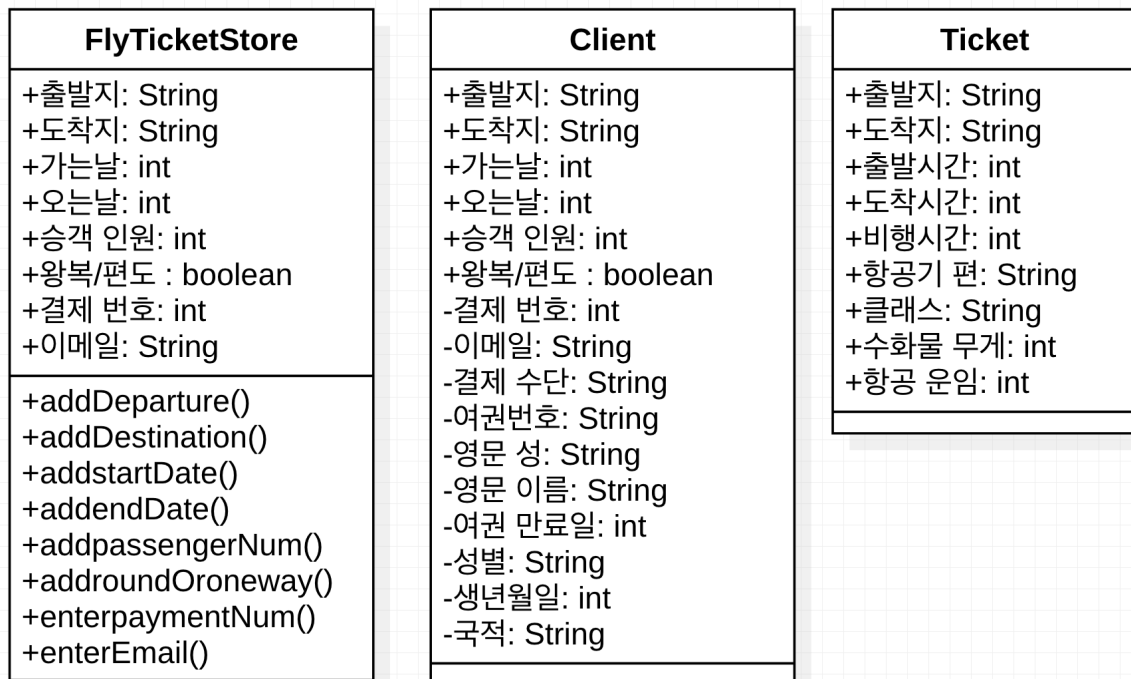 FlyTicketStore
+출발지: String
+도착지: String
+가는날: int
+오는날: int
+승객 인원: int
+왕복/편도 : boolean
+결제 번호: int
+이메일: String
+addDeparture()
+addDestination()
+addstartDate()
+addendDate()
+addpassengerNum()
+addroundOroneway()
+enterpaymentNum()
+enterEmail()
Client
+출발지: String
+도착지: String
+가는날: int
+오는날: int
+승객 인원: int
+왕복/편도 : boolean
-결제 번호: int
-이메일: String
-결제 수단: String
-여권번호: String
-영문 성: String
-영문 이름: String
-여권 만료일: int
-성별: String
-생년월일: int
-국적: String
Ticket
+출발지: String
+도착지: String
+출발시간: int
+도착시간: int
+비행시간: int
+항공기 편: String
+클래스: String
+수화물 무게: int
+항공 운임: int